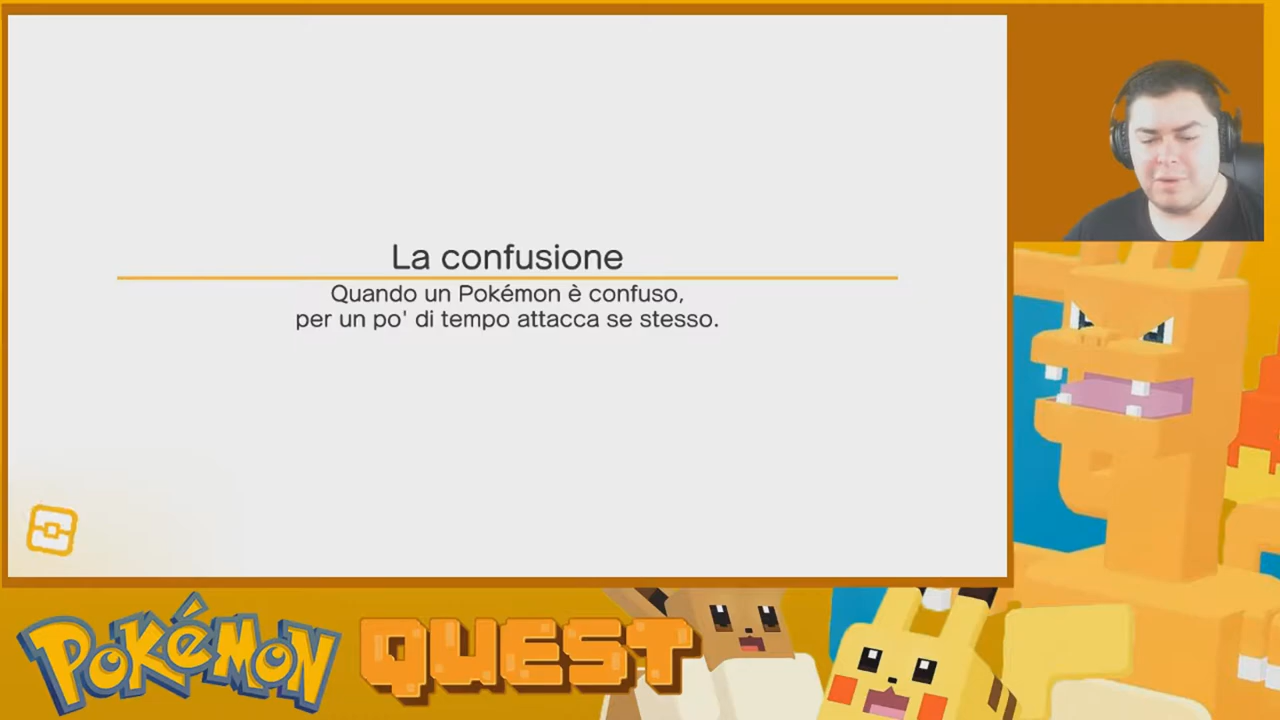 La confusione
Quando un Pokémon è confuso,
per un po' di tempo attacca se stesso.
POKéMON QUEST